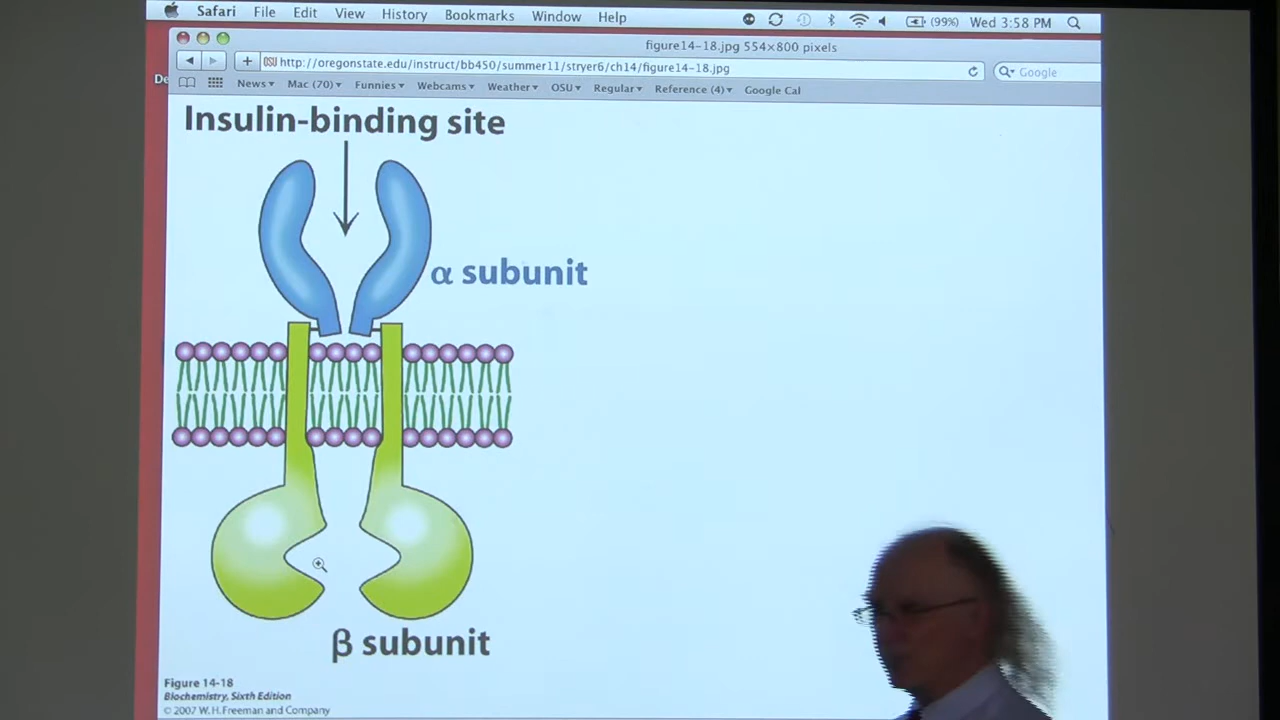 Safari File Edit View History Bookmarks Window Help (99%) Wed 3:58 PM
figure14-18.jpg 554×800 pixels
OSU http://oregonstate.edu/instruct/bb450/summer11/stryer6/ch14/figure14-18.jpg Google
De
News Mac (70) Funnies Webcams Weather OSU Regular Reference (4) Google Cal
Insulin-binding site
α subunit
β subunit
Figure 14-18
Biochemistry, Sixth Edition
© 2007 W.H. Freeman and Company